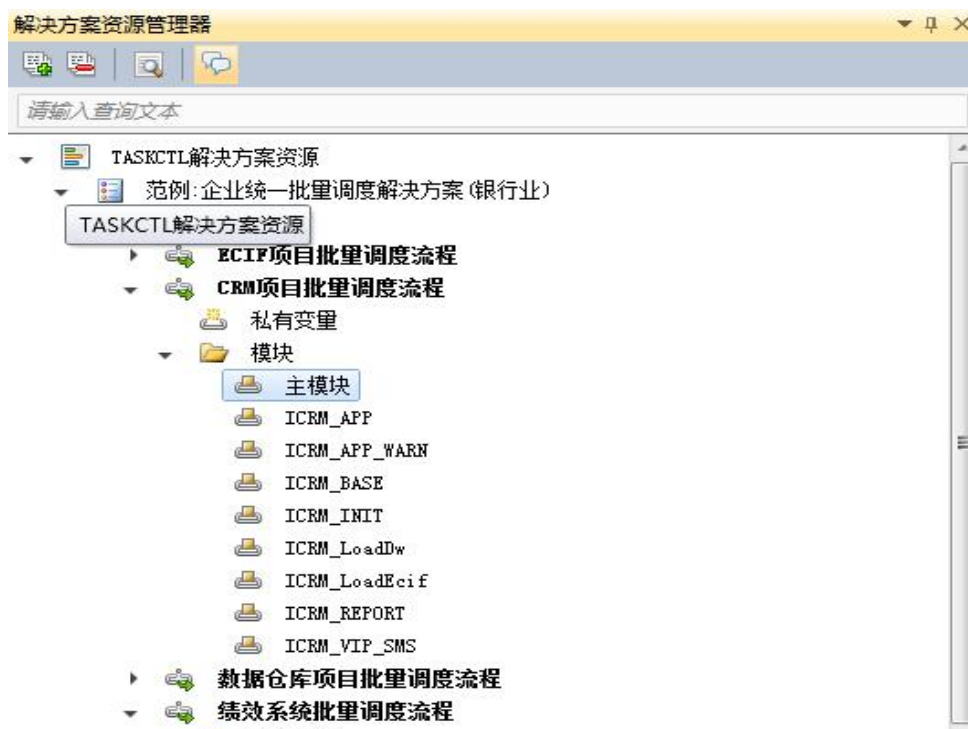 解决方案资源管理器
请输入查询文本
TASKCTL解决方案资源
范例:企业统一批量调度解决方案(银行业)
TASKCTL解决方案资源
ECIF项目批量调度流程
CRM项目批量调度流程
私有变量
模块
主模块
ICRM_APP
ICRM_APP_WARN
ICRM_BASE
ICRM_INIT
ICRM_LoadDw
ICRM_LoadEcif
ICRM_REPORT
ICRM_VIP_SMS
数据仓库项目批量调度流程
绩效系统批量调度流程